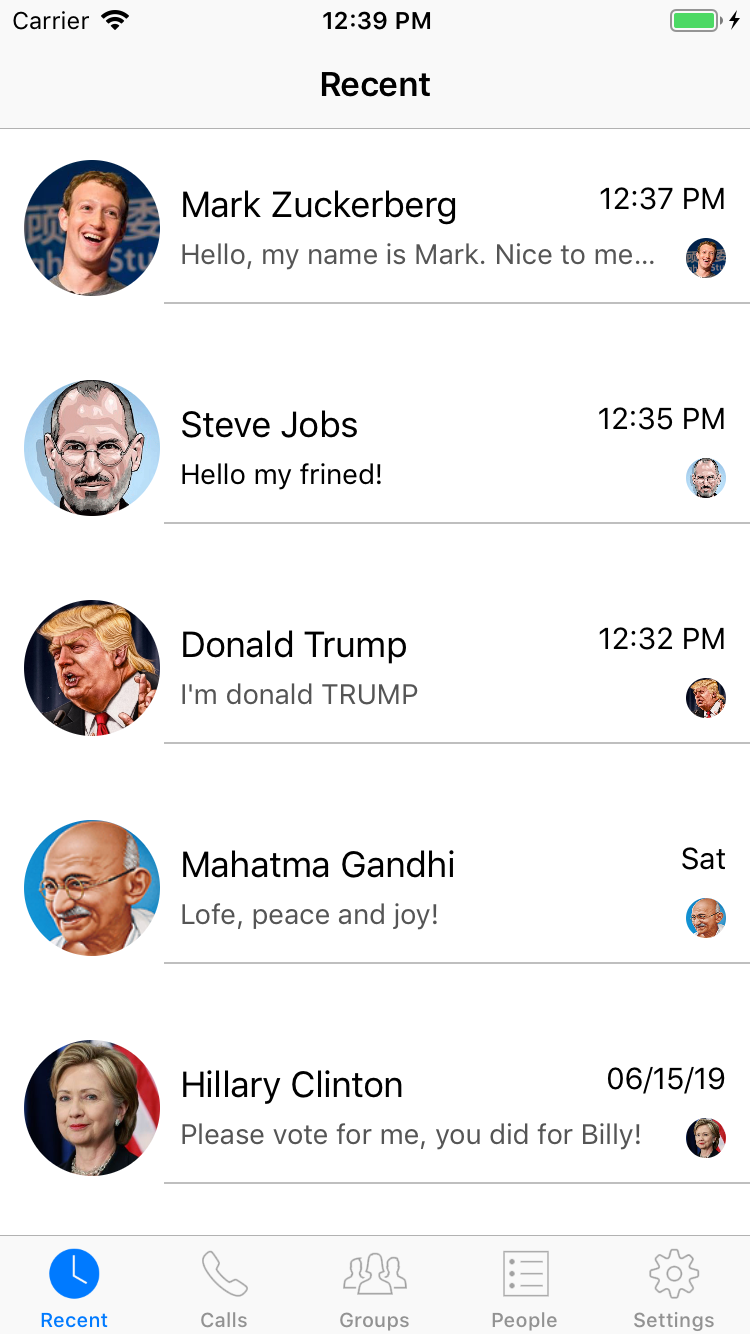 Carrier 12:39 PM
Recent
Mark Zuckerberg 12:37 PM
Hello, my name is Mark. Nice to me...
Steve Jobs 12:35 PM
Hello my frined!
Donald Trump 12:32 PM
I'm donald TRUMP
Mahatma Gandhi Sat
Lofe, peace and joy!
Hillary Clinton 06/15/19
Please vote for me, you did for Billy!
Recent Calls Groups People Settings